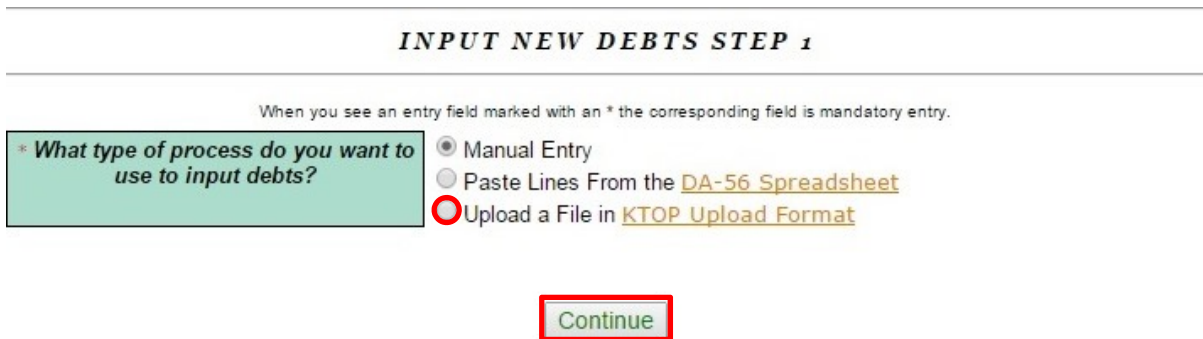 INPUT NEW DEBTS STEP 1
When you see an entry field marked with an * the corresponding field is mandatory entry.
* What type of process do you want to
use to input debts?
Manual Entry
Paste Lines From the DA-56 Spreadsheet
Upload a File in KTOP Upload Format
Continue